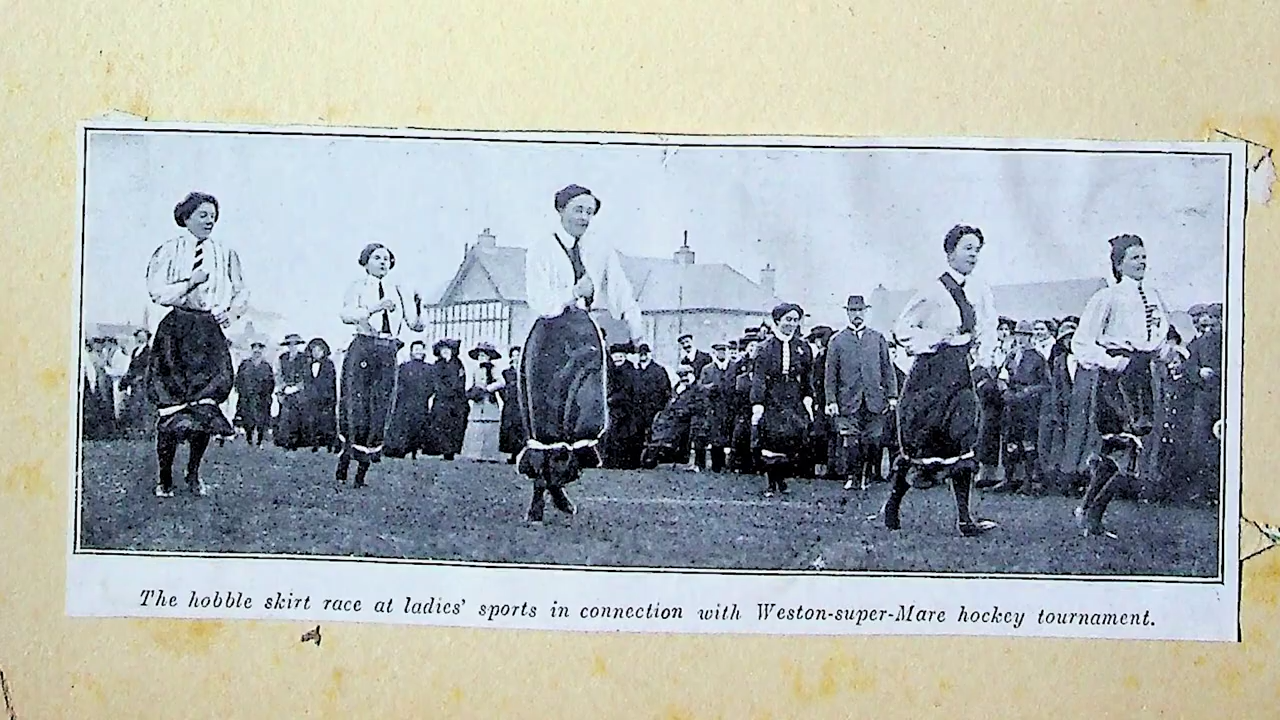 The hobble skirt race at ladies' sports in connection with Weston-super-Mare hockey tournament.